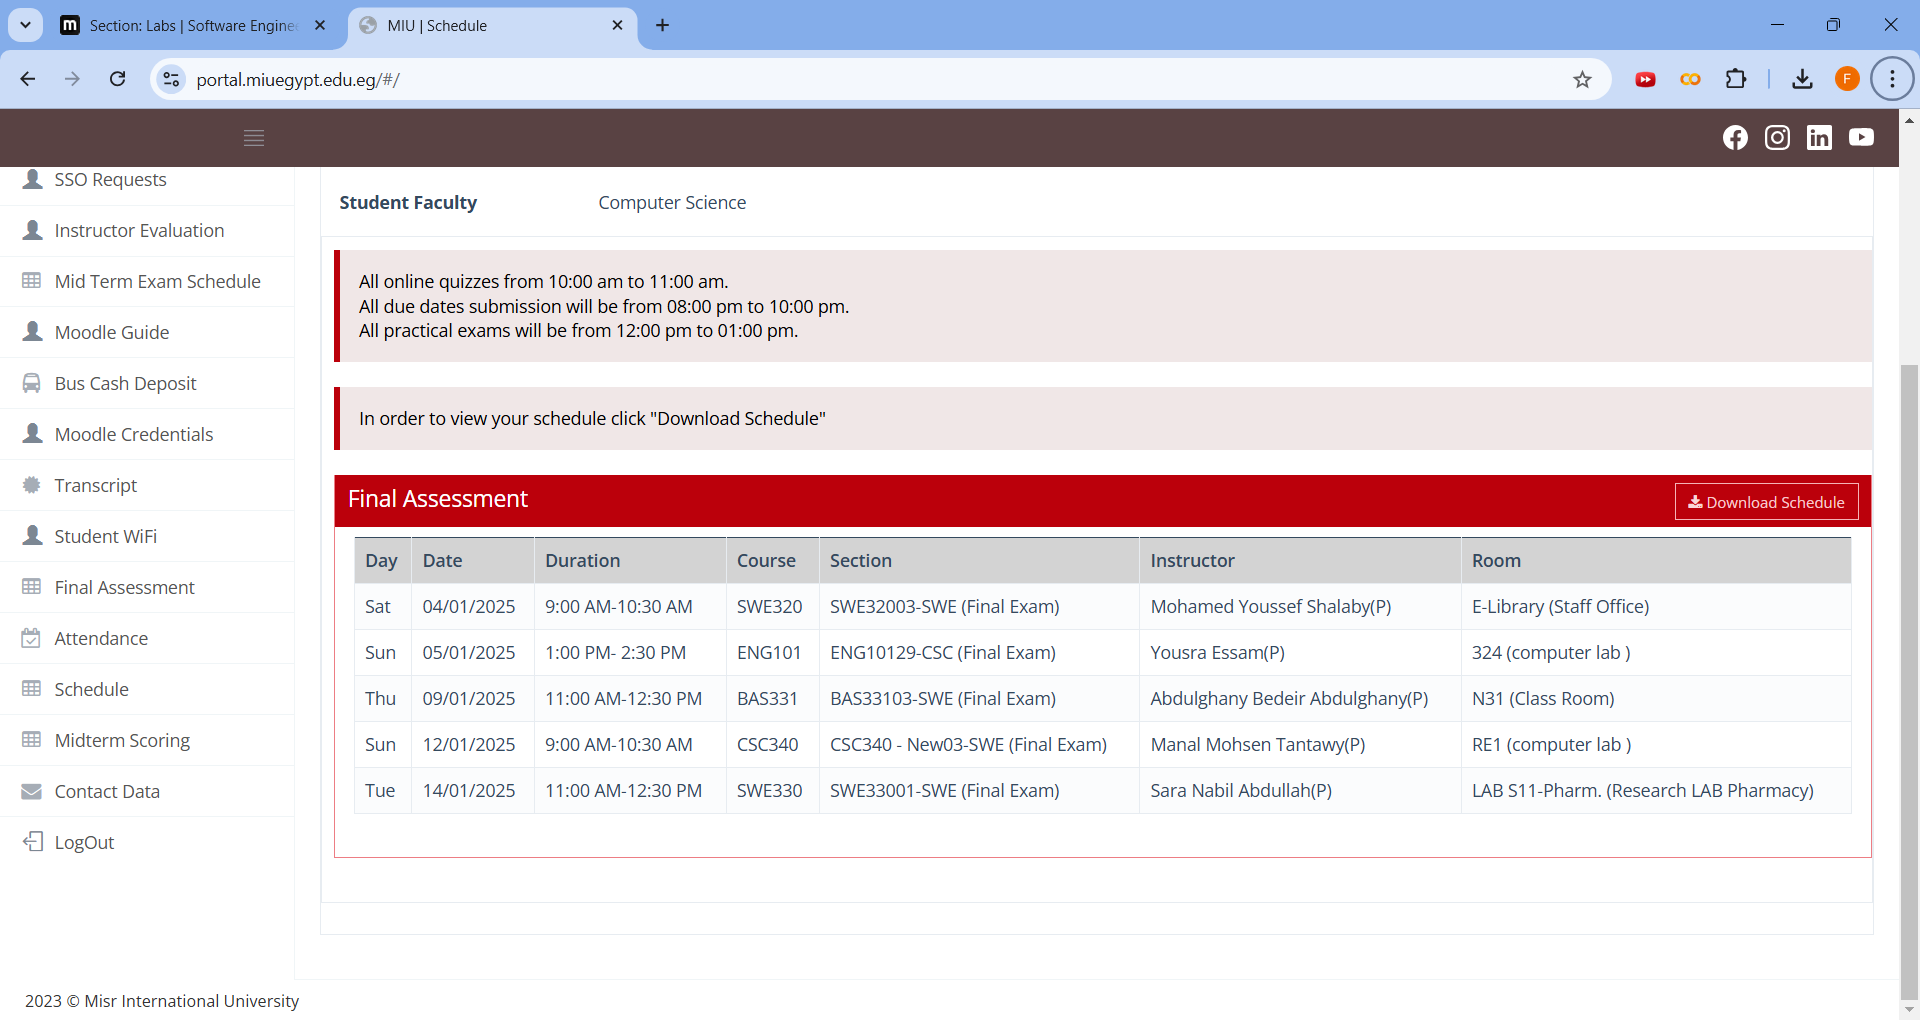 Section: Labs | Software Engine
MIU | Schedule
portal.miuegypt.edu.eg/#/
F
SSO Requests
Instructor Evaluation
Mid Term Exam Schedule
Moodle Guide
Bus Cash Deposit
Moodle Credentials
Transcript
Student WiFi
Final Assessment
Attendance
Schedule
Midterm Scoring
Contact Data
LogOut
Student Faculty Computer Science
All online quizzes from 10:00 am to 11:00 am.
All due dates submission will be from 08:00 pm to 10:00 pm.
All practical exams will be from 12:00 pm to 01:00 pm.
In order to view your schedule click "Download Schedule"
Final Assessment Download Schedule
Day Date Duration Course Section Instructor Room
Sat 04/01/2025 9:00 AM-10:30 AM SWE320 SWE32003-SWE (Final Exam) Mohamed Youssef Shalaby(P) E-Library (Staff Office)
Sun 05/01/2025 1:00 PM- 2:30 PM ENG101 ENG10129-CSC (Final Exam) Yousra Essam(P) 324 (computer lab )
Thu 09/01/2025 11:00 AM-12:30 PM BAS331 BAS33103-SWE (Final Exam) Abdulghany Bedeir Abdulghany(P) N31 (Class Room)
Sun 12/01/2025 9:00 AM-10:30 AM CSC340 CSC340 - New03-SWE (Final Exam) Manal Mohsen Tantawy(P) RE1 (computer lab )
Tue 14/01/2025 11:00 AM-12:30 PM SWE330 SWE33001-SWE (Final Exam) Sara Nabil Abdullah(P) LAB S11-Pharm. (Research LAB Pharmacy)
2023 © Misr International University